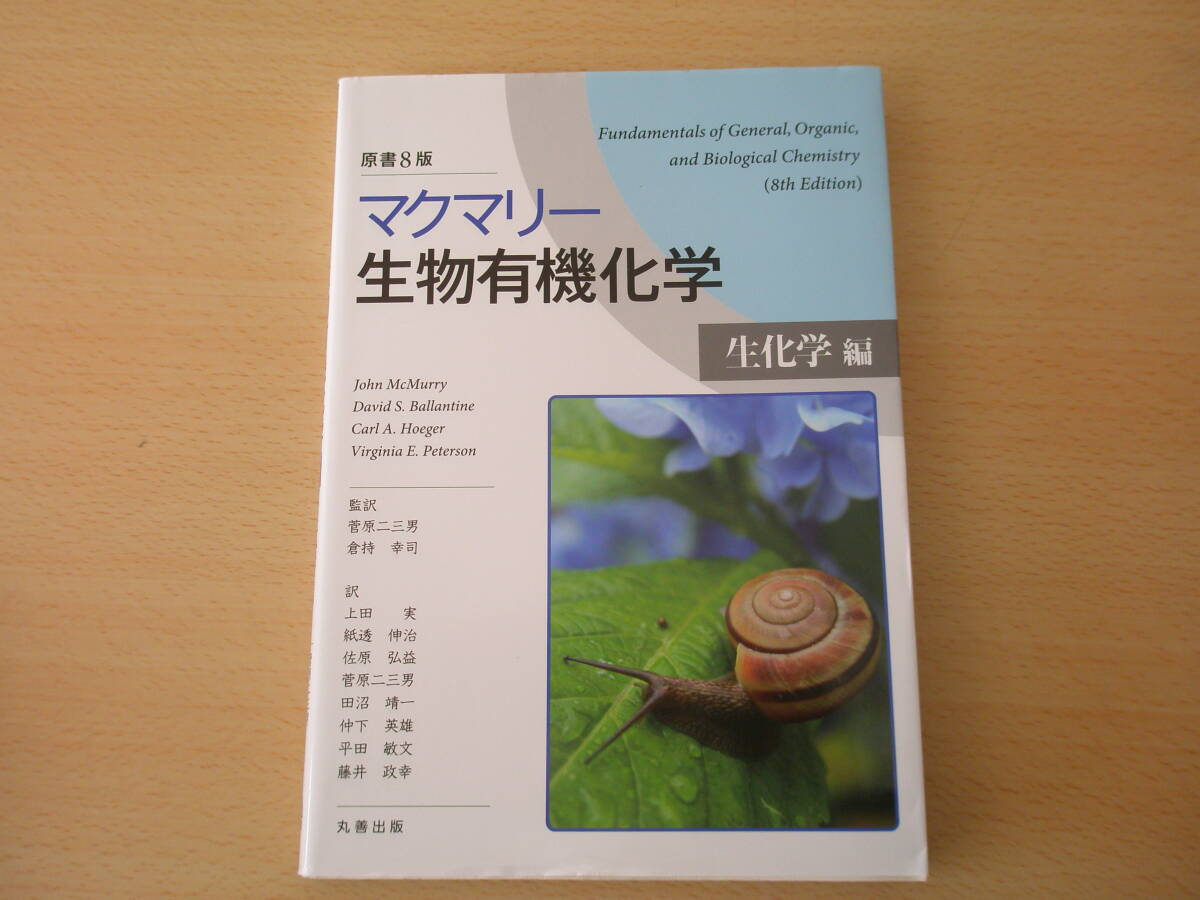 Fundamentals of General, Organic,
and Biological Chemistry
(8th Edition)
原書8版
マクマリー
生物有機化学
生化学 編
John McMurry
David S. Ballantine
Carl A. Hoeger
Virginia E. Peterson
監訳
菅原二三男
倉持 幸司
訳
上田 実
紙透 伸治
佐原 弘益
菅原二三男
田沼 靖一
仲下 英雄
平田 敏文
藤井 政幸
丸善出版